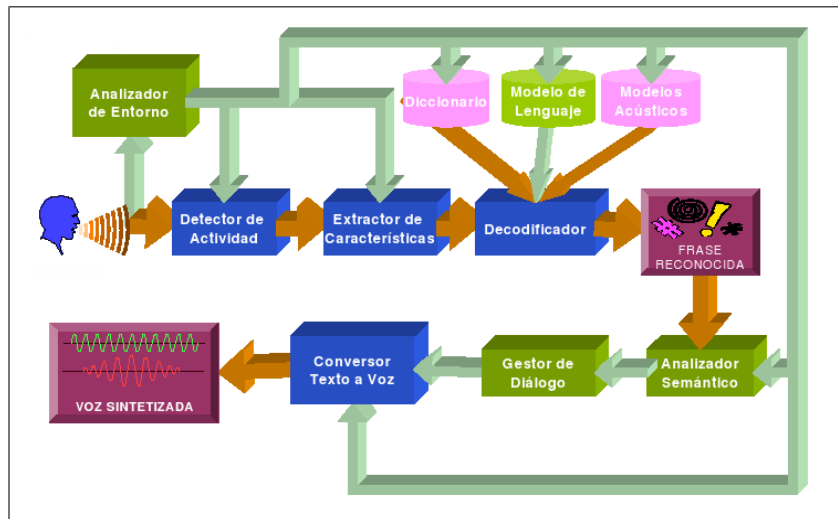 Analizador
de Entorno
Diccionario
Modelo de
Lenguaje
Modelos
Acústicos
Detector de
Actividad
Extractor de
Características
Decodificador
FRASE
RECONOCIDA
VOZ SINTETIZADA
Conversor
Texto a Voz
Gestor de
Diálogo
Analizador
Semántico